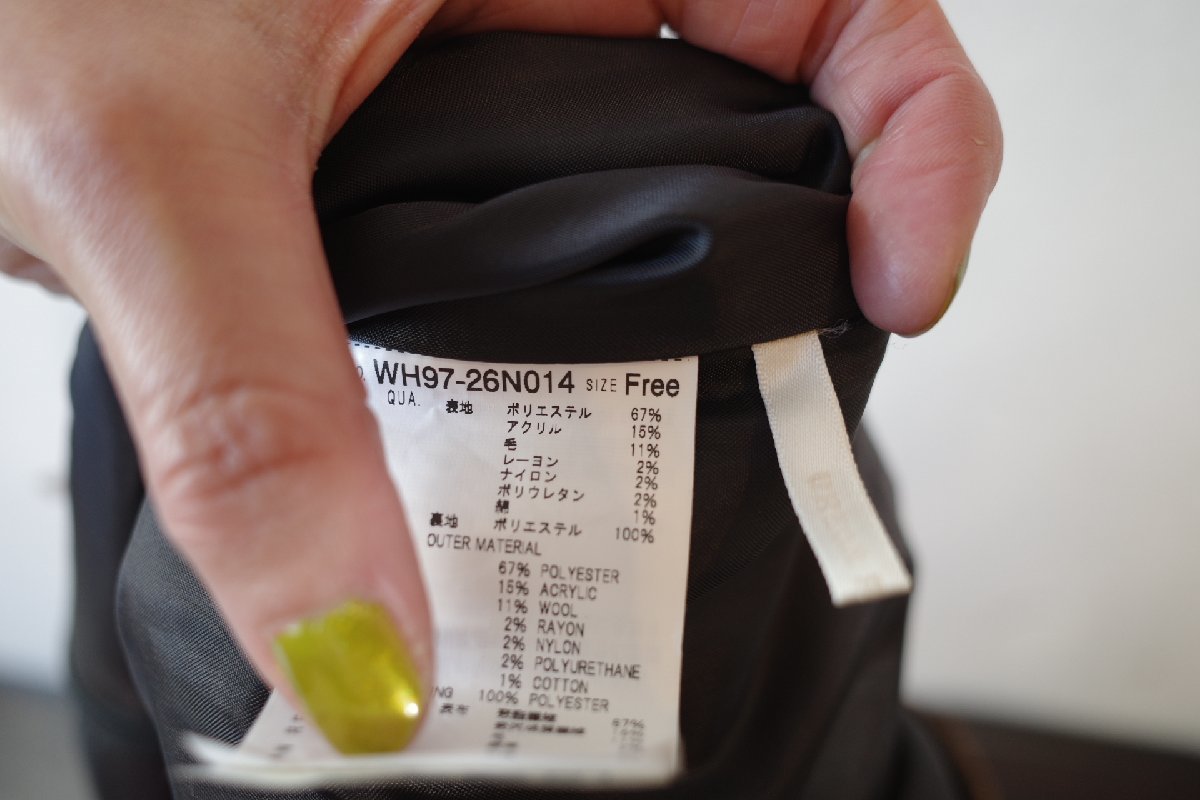 WH97-26N014 SIZE Free
QUA. 表地 ポリエステル 67%
アクリル 15%
毛 11%
レーヨン 2%
ナイロン 2%
ポリウレタン 2%
綿 1%
裏地 ポリエステル 100%
OUTER MATERIAL
67% POLYESTER
15% ACRYLIC
11% WOOL
2% RAYON
2% NYLON
2% POLYURETHANE
1% COTTON
100% POLYESTER
表布 67%